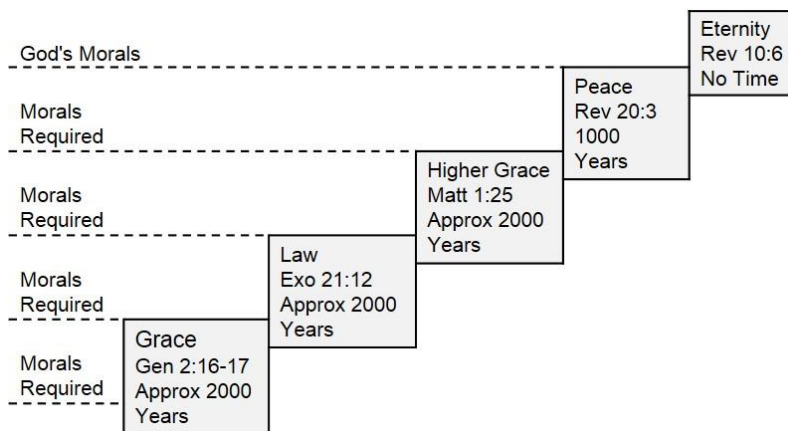 Eternity
Rev 10:6
No Time
God's Morals
Peace
Rev 20:3
1000
Years
Morals
Required
Higher Grace
Matt 1:25
Approx 2000
Years
Morals
Required
Law
Exo 21:12
Approx 2000
Years
Morals
Required
Grace
Gen 2:16-17
Approx 2000
Years
Morals
Required